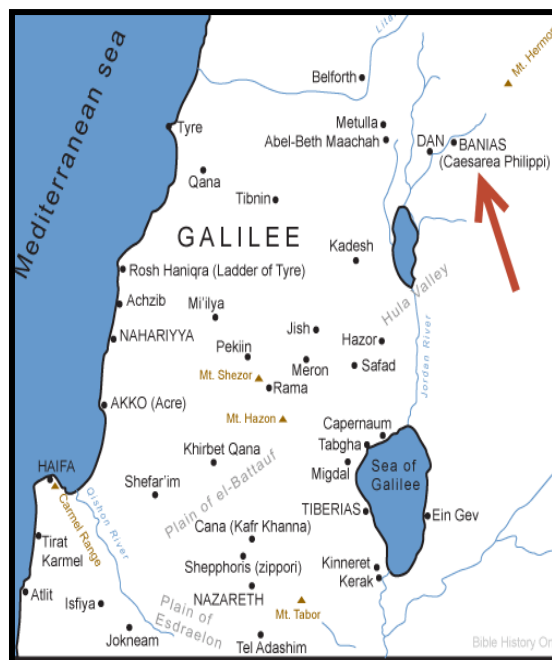 Mediterranean sea
Litan
Mt. Hermon
Belforth
Metulla
Abel-Beth Maachah
Tyre
DAN
BANIAS
(Caesarea Philippi)
Qana
Tibnin
GALILEE
Kadesh
Rosh Haniqra (Ladder of Tyre)
Hula Valley
Achzib
Mi'ilya
NAHARIYYA
Jish
Hazor
Jordan River
Pekiin
Meron
Safad
Mt. Shezor
Rama
AKKO (Acre)
Mt. Hazon
Capernaum
Tabgha
Khirbet Qana
Migdal
Sea of
Galilee
HAIFA
Shefar'im
Plain of el-Battauf
Carmel Range
Qishon River
TIBERIAS
Ein Gev
Cana (Kafr Khanna)
Tirat
Karmel
Shepphoris (zippori)
Kinneret
Kerak
Atlit
Isfiya
NAZARETH
Mt. Tabor
Plain of
Esdraelon
Jokneam
Tel Adashim
Bible History On